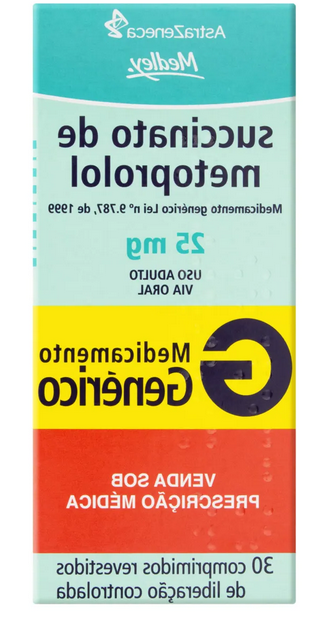 AstraZeneca
Medley.
succinato de
metoprolol
Medicamento genérico Lei nº 9.787, de 1999
25 mg
USO ADULTO
VIA ORAL
G
Medicamento
Genérico
VENDA SOB
PRESCRIÇÃO MÉDICA
30 comprimidos revestidos
de liberação controlada